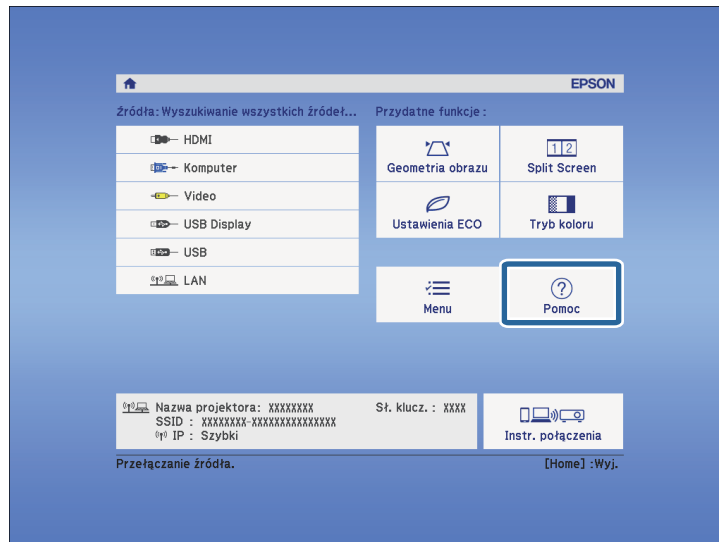 EPSON
Źródła: Wyszukiwanie wszystkich źródeł...
HDMI
Komputer
Video
USB Display
USB
LAN
Przydatne funkcje :
Geometria obrazu
1 2
Split Screen
Ustawienia ECO
Tryb koloru
Menu
?
Pomoc
Nazwa projektora: XXXXXXXX
Sł. klucz. : XXXX
SSID : XXXXXXXX-XXXXXXXXXXXXXXX
IP : Szybki
Instr. połączenia
Przełączanie źródła.
[Home] :Wyj.